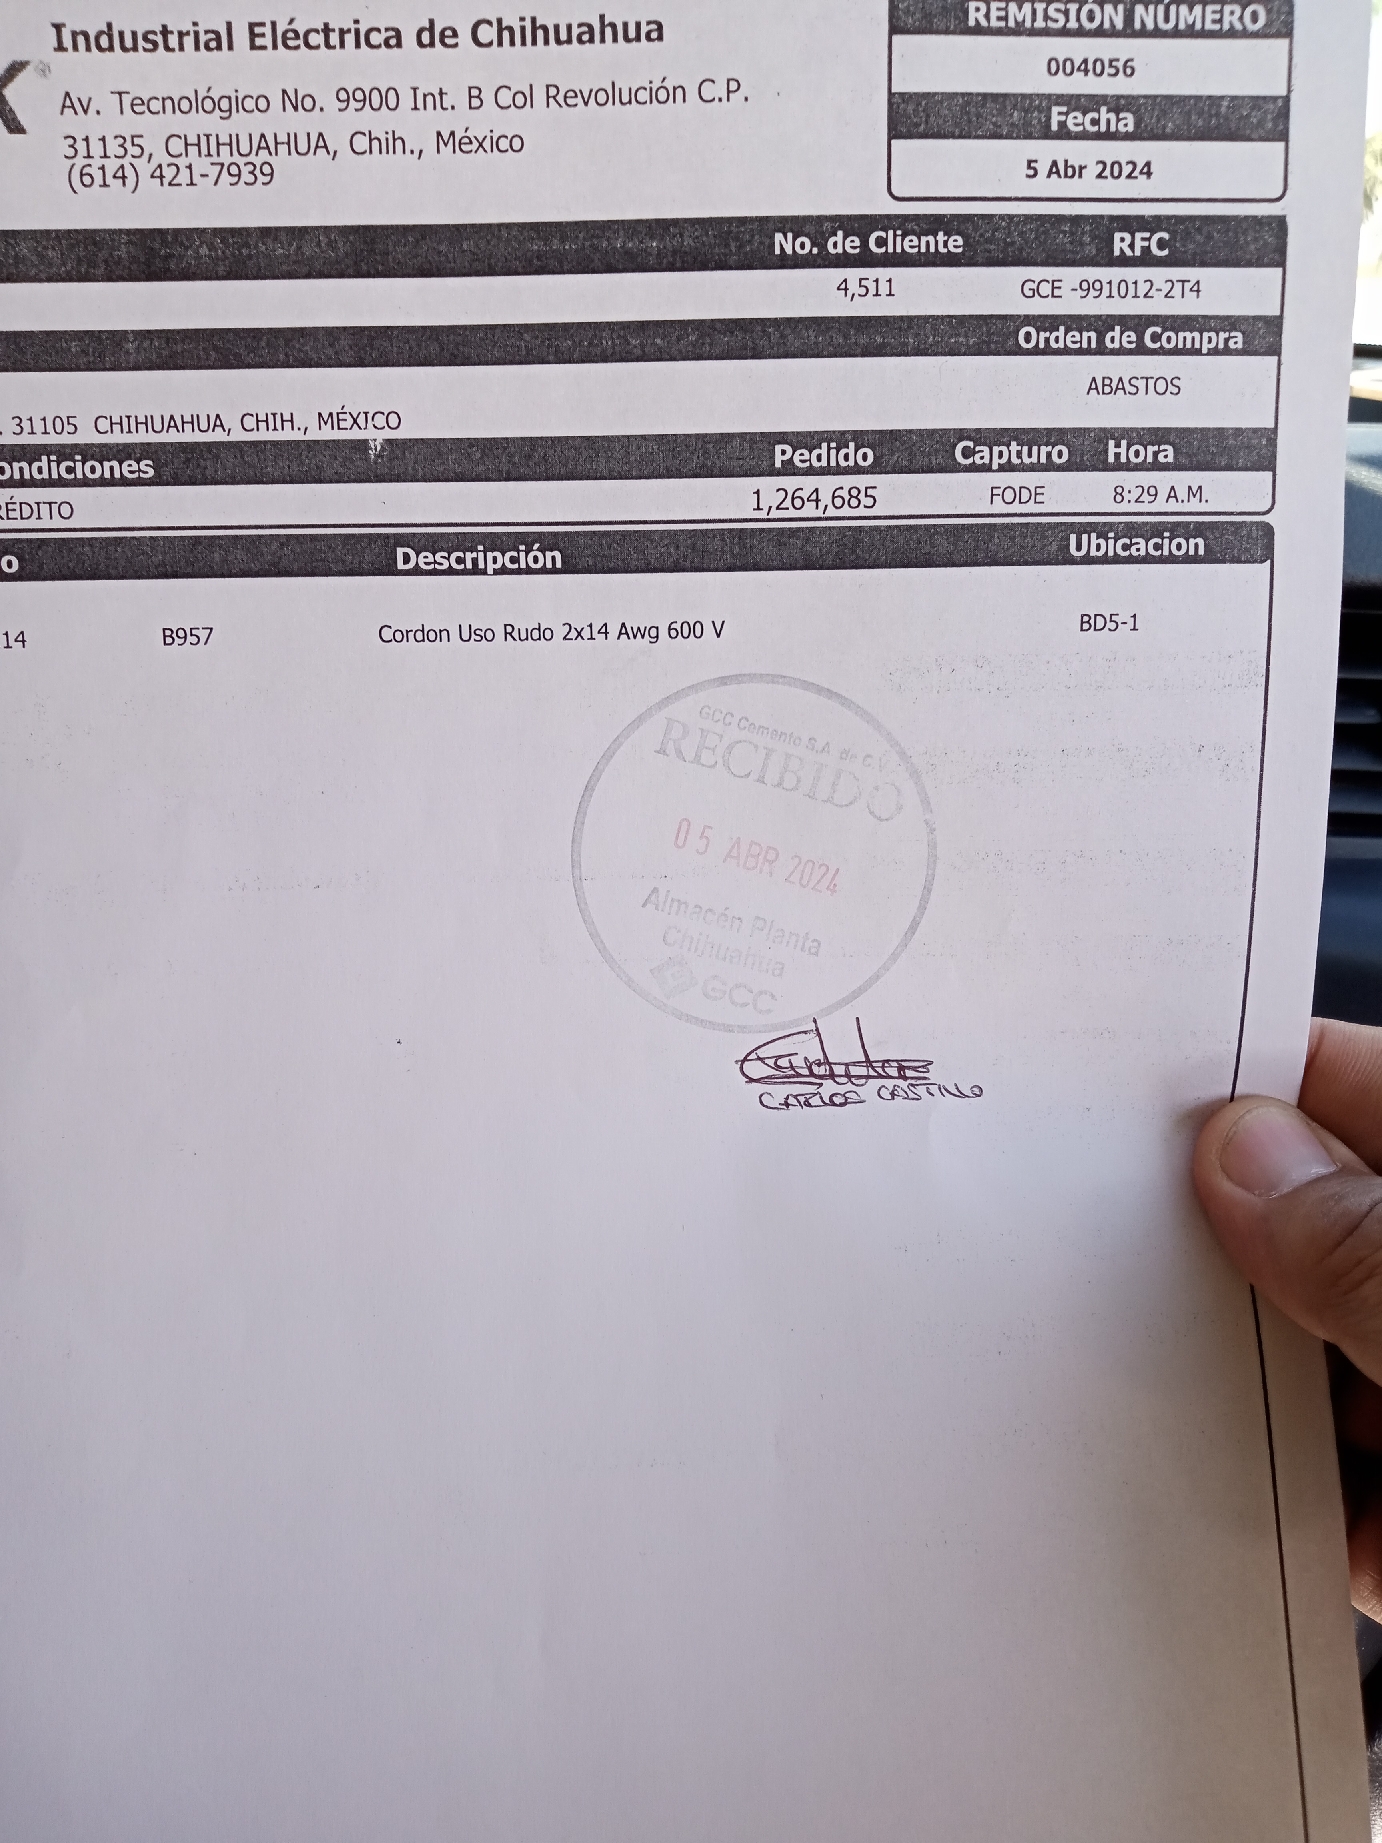 Industrial Eléctrica de Chihuahua
Av. Tecnológico No. 9900 Int. B Col Revolución C.P.
31135, CHIHUAHUA, Chih., México
(614) 421-7939
REMISIÓN NÚMERO
004056
Fecha
5 Abr 2024
No. de Cliente RFC
4,511 GCE -991012-2T4
Orden de Compra
ABASTOS
. 31105 CHIHUAHUA, CHIH., MÉXICO
ondiciones Pedido Capturo Hora
RÉDITO 1,264,685 FODE 8:29 A.M.
o Descripción Ubicacion
14 B957 Cordon Uso Rudo 2x14 Awg 600 V BD5-1
GCC Cemento S.A. de C.V.
RECIBIDO
05 ABR 2024
Almacén Planta
Chihuahua
GCC
CARLOS CASTILLO